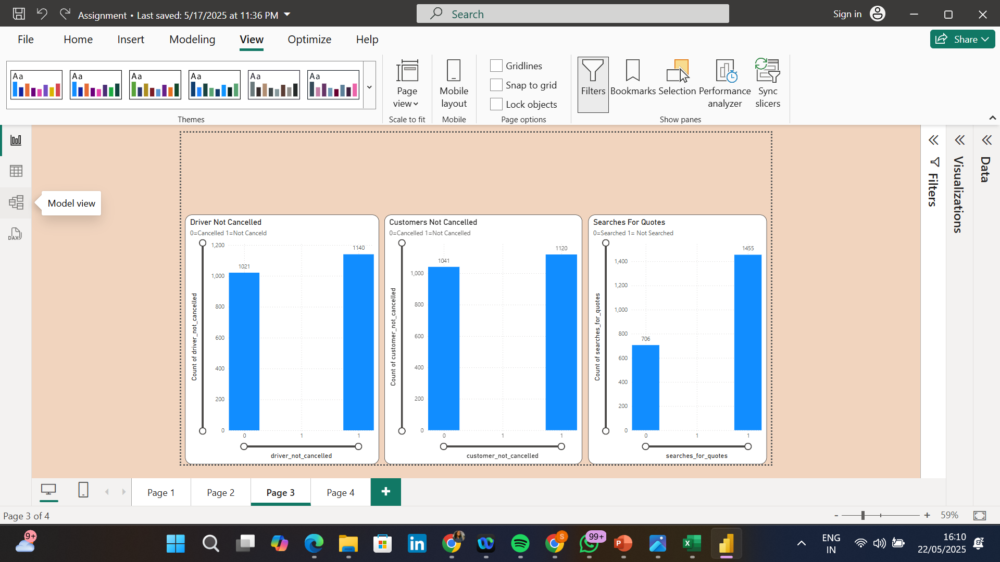 Assignment • Last saved: 5/17/2025 at 11:36 PM
Search
Sign in
File Home Insert Modeling View Optimize Help
Share
Aa Aa Aa Aa Aa Aa
Themes
Page view
Scale to fit
Mobile layout
Mobile
Gridlines
Snap to grid
Lock objects
Page options
Filters
Bookmarks
Selection
Performance analyzer
Sync slicers
Show panes
Model view
DAX
Driver Not Cancelled
0=Cancelled 1=Not Canceld
Count of driver_not_cancelled
1,200
1,000
800
600
400
200
0
1021
1140
0 1 1
driver_not_cancelled
Customers Not Cancelled
0=Cancelled 1=Not Cancelled
Count of customer_not_cancelled
1,000
800
600
400
200
0
1041
1120
0 1 1
customer_not_cancelled
Searches For Quotes
0=Searched 1= Not Searched
Count of searches_for_quotes
1,400
1,200
1,000
800
600
400
200
0
706
1455
0 1 1
searches_for_quotes
Filters
Visualizations
Data
Page 1 Page 2 Page 3 Page 4 +
Page 3 of 4
- + 59%
9+
99+
S
ENG
IN
16:10
22/05/2025